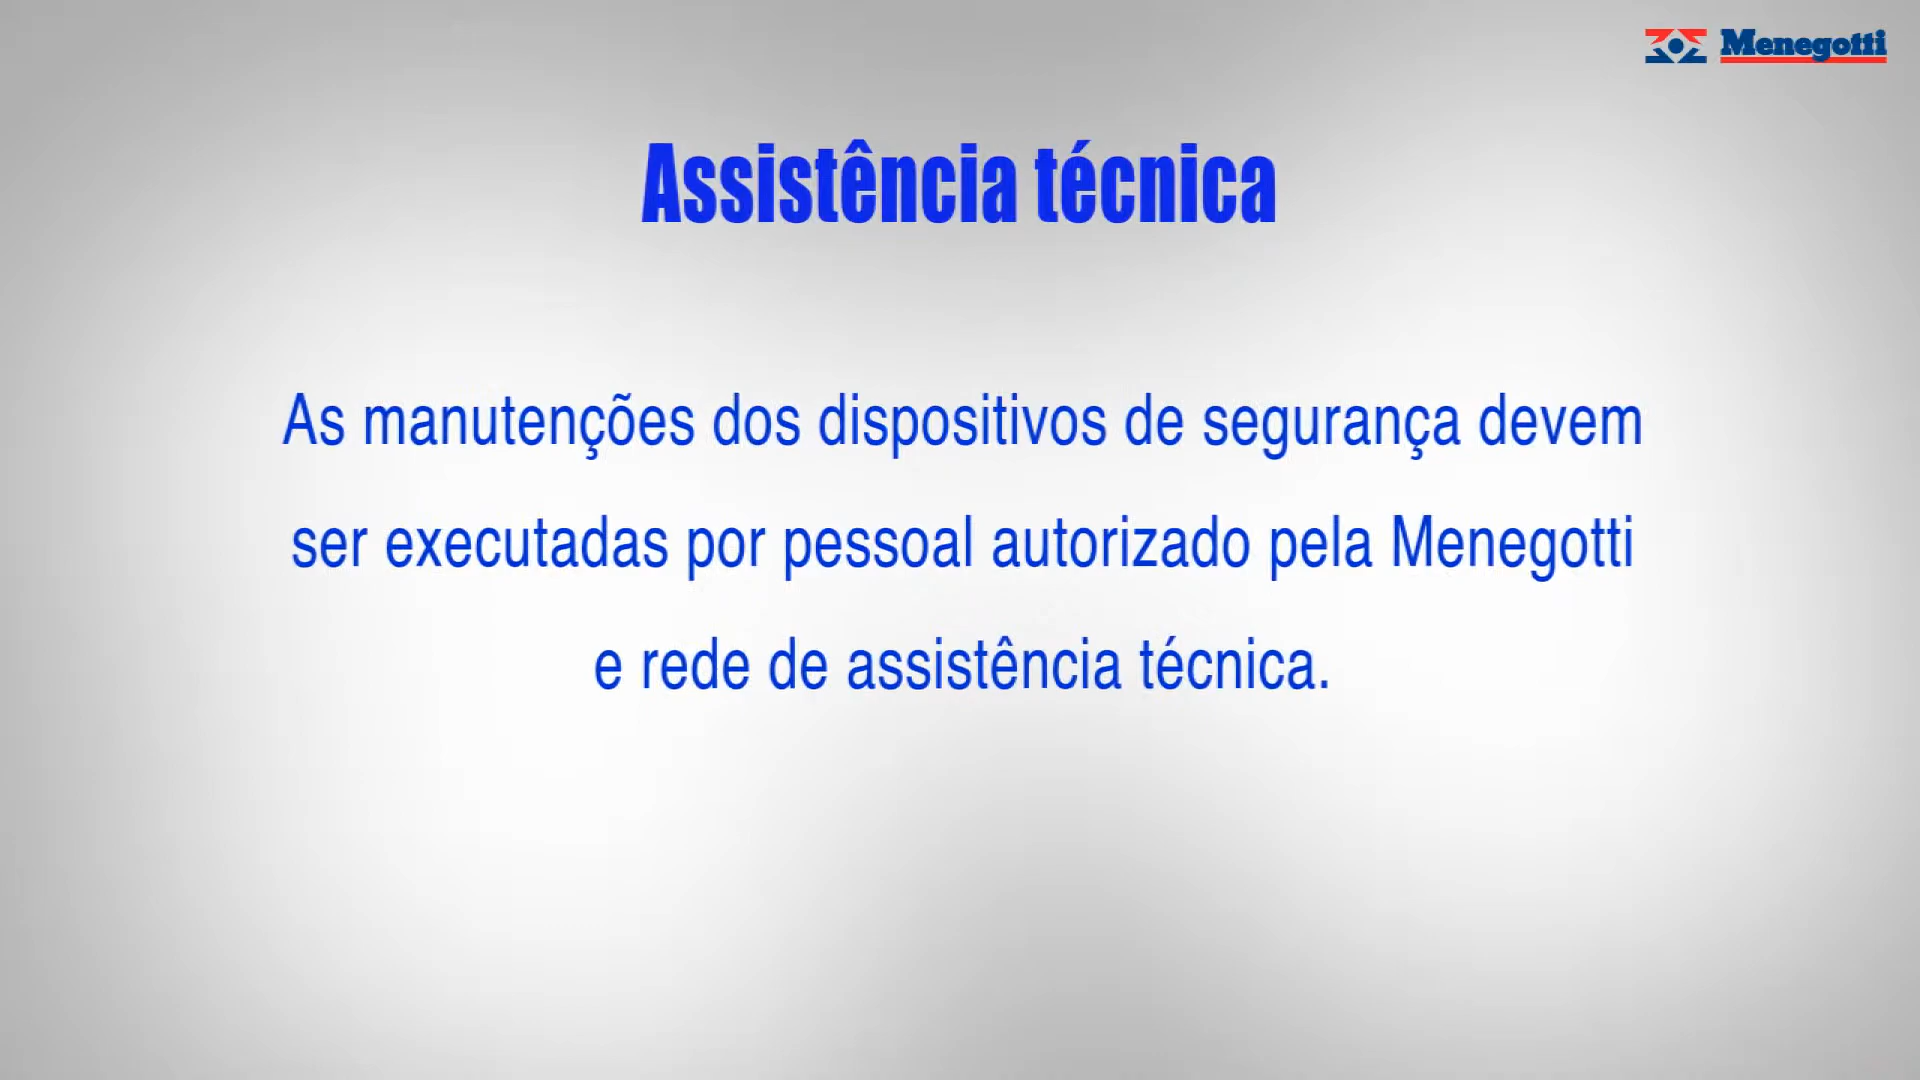 Menegotti
Assistência técnica
As manutenções dos dispositivos de segurança devem
ser executadas por pessoal autorizado pela Menegotti
e rede de assistência técnica.